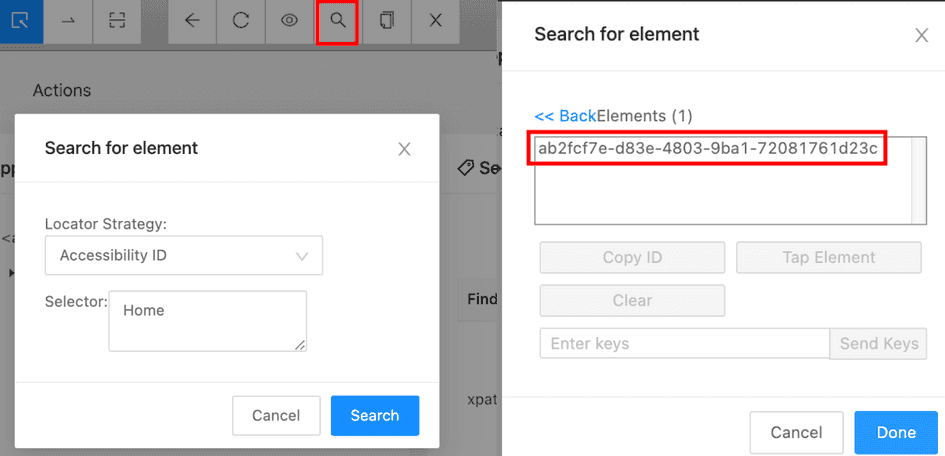 Actions
Search for element
Locator Strategy:
Accessibility ID
Selector:
Home
Cancel
Search
Find
xpat
Search for element
<< BackElements (1)
ab2fcf7e-d83e-4803-9ba1-72081761d23c
Copy ID
Tap Element
Clear
Enter keys
Send Keys
Cancel
Done